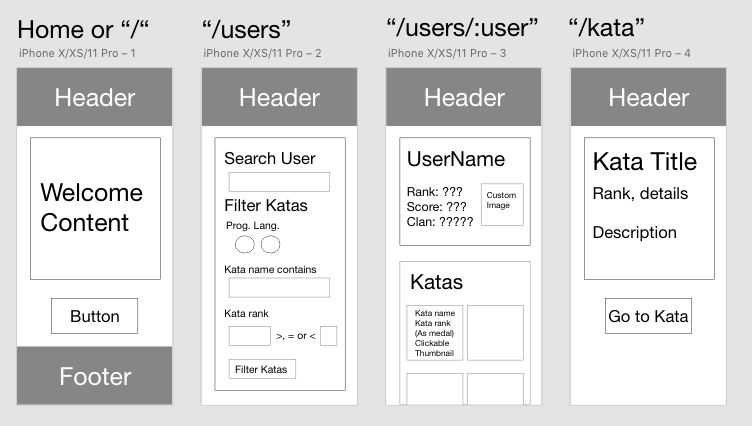 Home or “/“
iPhone X/XS/11 Pro – 1
Header
Welcome
Content
Button
Footer
“/users”
iPhone X/XS/11 Pro – 2
Header
Search User
Filter Katas
Prog. Lang.
Kata name contains
Kata rank
>, = or <
Filter Katas
“/users/:user”
iPhone X/XS/11 Pro – 3
Header
UserName
Rank: ???
Score: ???
Clan: ?????
Custom
Image
Katas
Kata name
Kata rank
(As medal)
Clickable
Thumbnail
“/kata”
iPhone X/XS/11 Pro – 4
Header
Kata Title
Rank, details
Description
Go to Kata